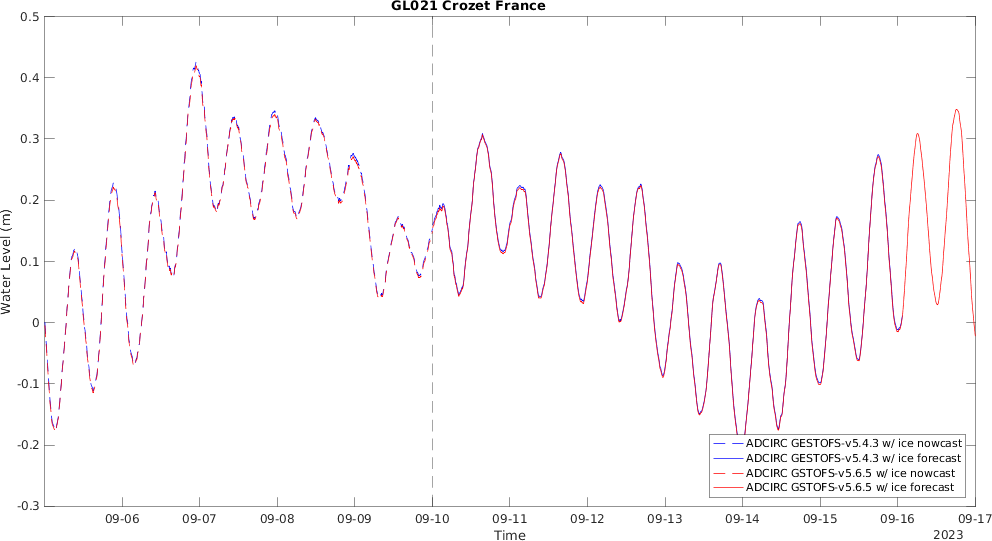 GL021 Crozet France
0.5
0.4
0.3
0.2
0.1
0
-0.1
-0.2
-0.3
Water Level (m)
ADCIRC GESTOFS-v5.4.3 w/ ice nowcast
ADCIRC GESTOFS-v5.4.3 w/ ice forecast
ADCIRC GSTOFS-v5.6.5 w/ ice nowcast
ADCIRC GSTOFS-v5.6.5 w/ ice forecast
09-06 09-07 09-08 09-09 09-10 09-11 09-12 09-13 09-14 09-15 09-16 09-17
Time
2023